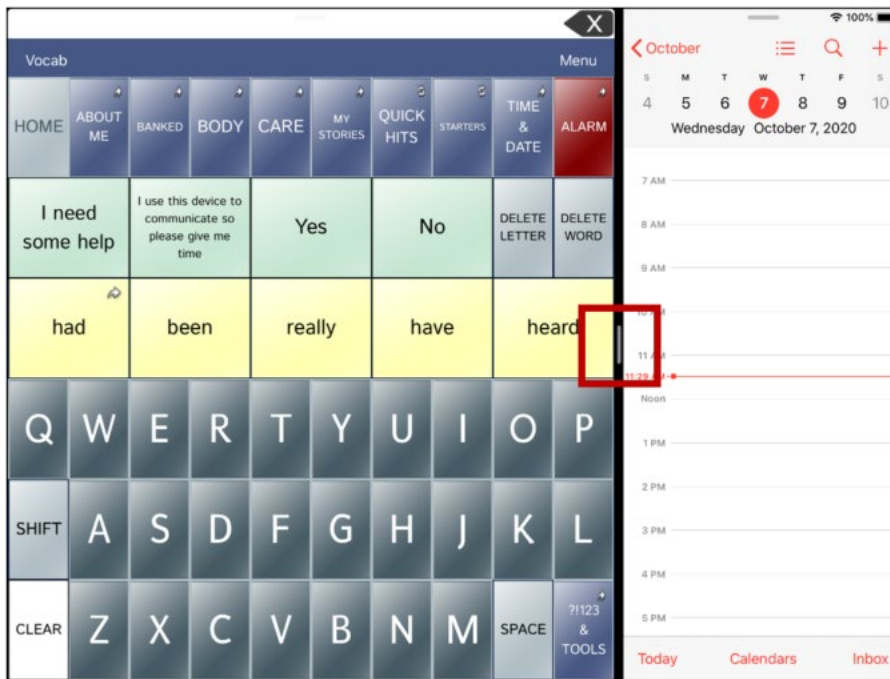 X
100%
Vocab
Menu
HOME
ABOUT
ME
BANKED
BODY
CARE
MY
STORIES
QUICK
HITS
STARTERS
TIME
&
DATE
ALARM
I need
some help
I use this device to
communicate so
please give me
time
Yes
No
DELETE
LETTER
DELETE
WORD
had
been
really
have
heard
Q W E R T Y U I O P
SHIFT A S D F G H J K L
CLEAR Z X C V B N M SPACE
?!123
&
TOOLS
October
S M T W T F S
4 5 6 7 8 9 10
Wednesday October 7, 2020
7 AM
8 AM
9 AM
10 AM
11 AM
11:29 AM
Noon
1 PM
2 PM
3 PM
4 PM
5 PM
Today Calendars Inbox